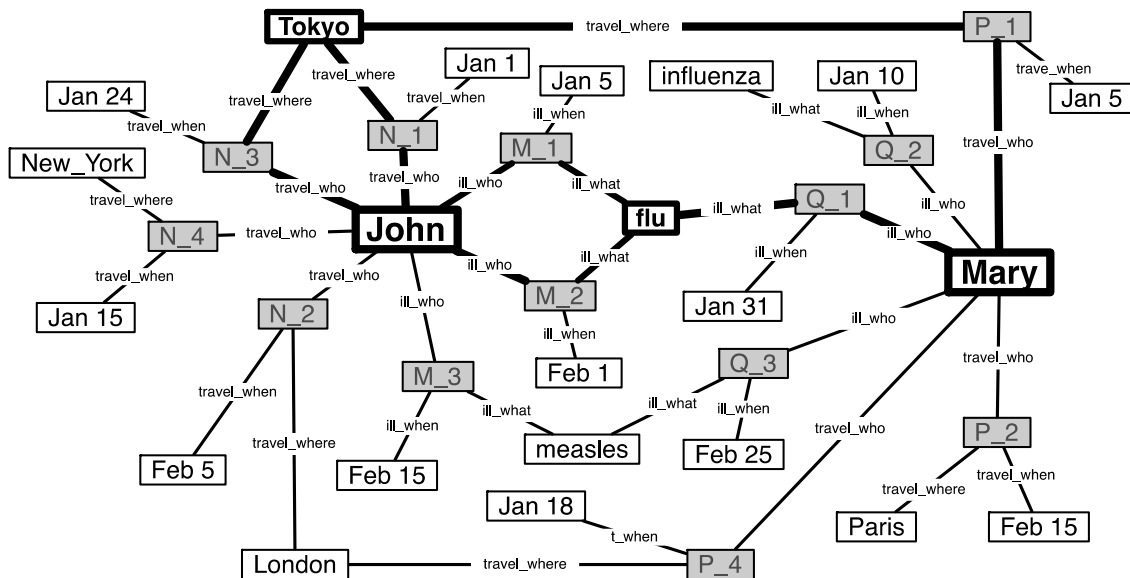 Tokyo
travel_where
P_1
Jan 1
Jan 5
influenza
Jan 10
travel_where
trave_when
Jan 24
travel_where
travel_when
ill_when
ill_what
ill_when
Jan 5
travel_when
N_1
M_1
Q_2
travel_who
New_York
N_3
travel_who
travel_who
ill_who
ill_what
Q_1
ill_who
travel_where
flu
ill_what
ill_who
N_4
travel_who
John
ill_who
ill_what
Mary
travel_when
travel_who
ill_who
M_2
ill_when
Jan 15
N_2
Jan 31
ill_who
ill_when
travel_who
M_3
Feb 1
Q_3
travel_when
ill_what
ill_what
ill_when
travel_where
ill_when
travel_who
P_2
Feb 5
Feb 15
measles
Feb 25
travel_where
travel_when
Jan 18
Paris
Feb 15
t_when
London
travel_where
P_4